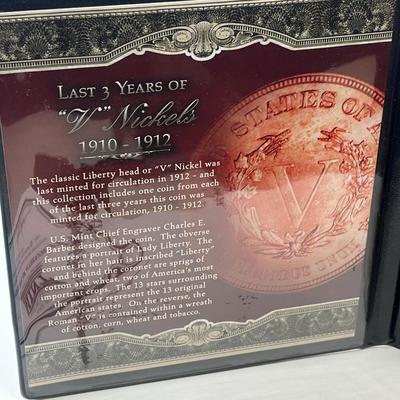 LAST 3 YEARS OF
"V" Nickels
1910 - 1912
The classic Liberty head or "V" Nickel was
last minted for circulation in 1912 - and
this collection includes one coin from each
of the last three years this coin was
minted for circulation, 1910 - 1912.
U.S. Mint Chief Engraver Charles E.
Barber designed the coin. The obverse
features a portrait of Lady Liberty. The
coronet in her hair is inscribed "Liberty"
and behind the coronet are sprigs of
cotton and wheat, two of America's most
important crops. The 13 stars surrounding
the portrait represent the 13 original
American states. On the reverse, the
Roman "V" is contained within a wreath
of cotton, corn, wheat and tobacco.
STATES OF A
V